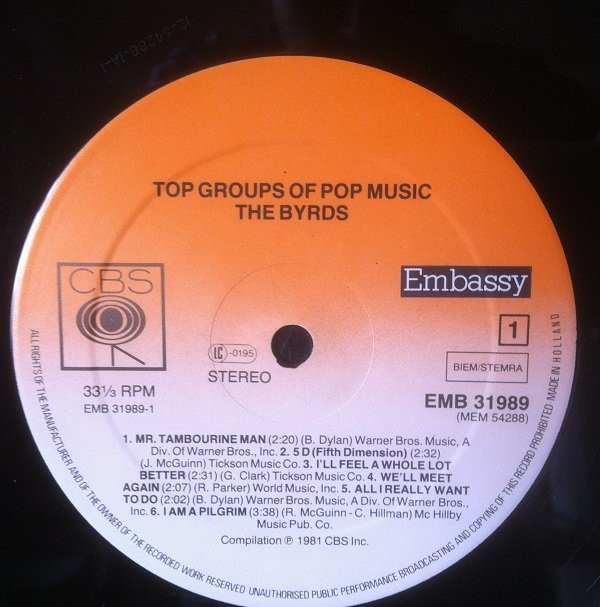 TOP GROUPS OF POP MUSIC
THE BYRDS
CBS
Embassy
1
LC-0195
BIEM/STEMRA
STEREO
33⅓ RPM
EMB 31989-1
EMB 31989
(MEM 54288)
1. MR. TAMBOURINE MAN (2:20) (B. Dylan) Warner Bros. Music, A
Div. Of Warner Bros., Inc. 2. 5 D (Fifth Dimension) (2:32)
(J. McGuinn) Tickson Music Co. 3. I'LL FEEL A WHOLE LOT
BETTER (2:31) (G. Clark) Tickson Music Co. 4. WE'LL MEET
AGAIN (2:07) (R. Parker) World Music, Inc. 5. ALL I REALLY WANT
TO DO (2:02) (B. Dylan) Warner Bros. Music, A Div. Of Warner Bros.,
Inc. 6. I AM A PILGRIM (3:38) (R. McGuinn - C. Hillman) Mc Hillby
Music Pub. Co.
Compilation ℗ 1981 CBS Inc.
ALL RIGHTS OF THE MANUFACTURER AND OF THE OWNER OF THE RECORDED WORK RESERVED UNAUTHORISED PUBLIC PERFORMANCE BROADCASTING AND COPYING OF THIS RECORD PROHIBITED MADE IN HOLLAND